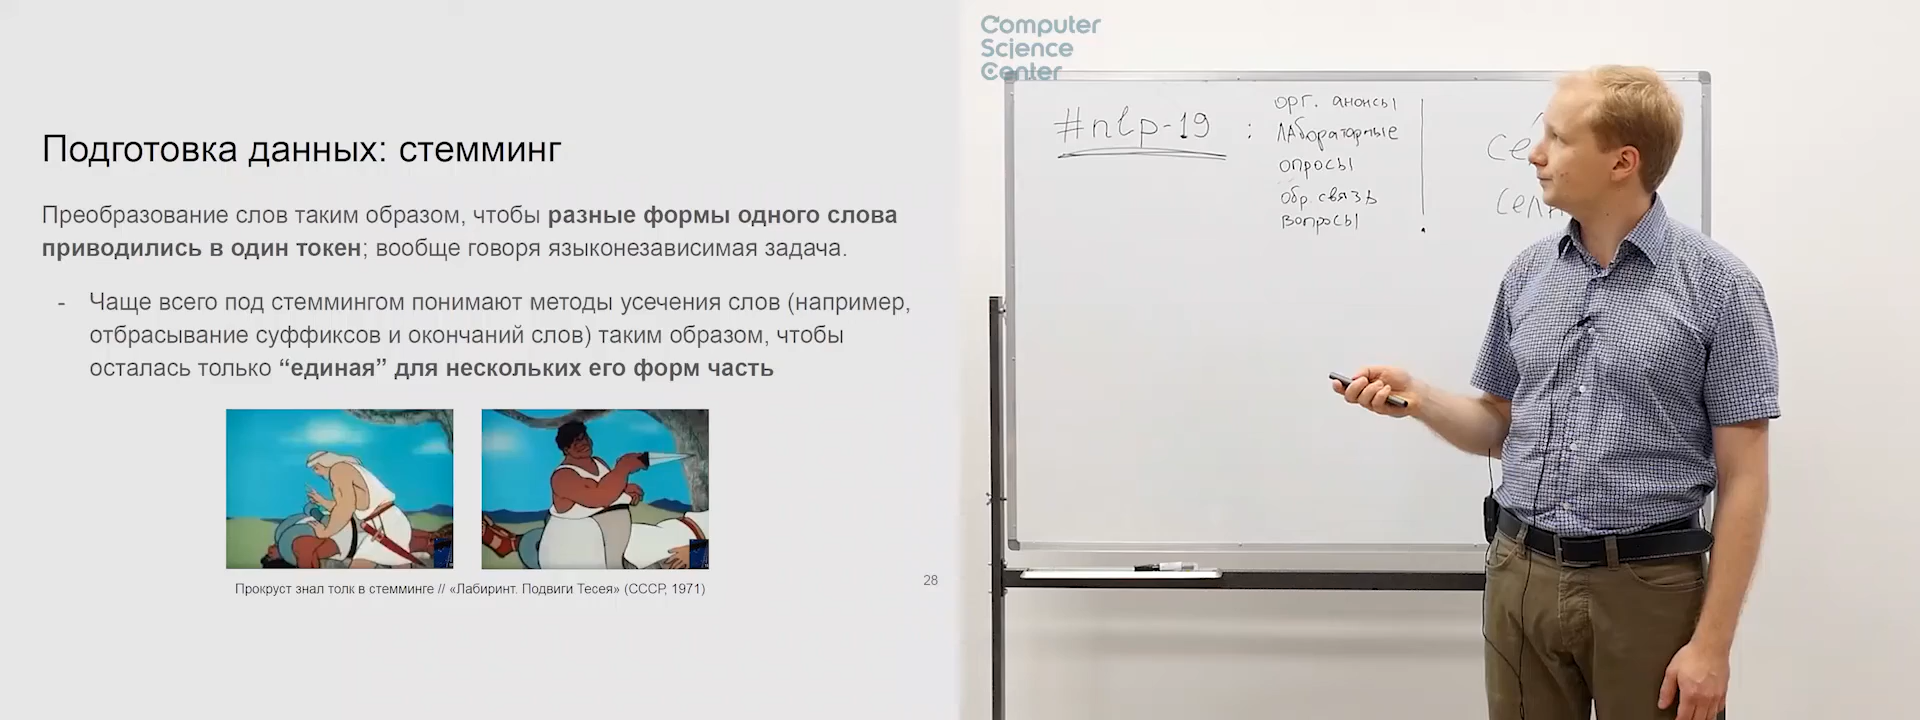 Подготовка данных: стемминг
Преобразование слов таким образом, чтобы разные формы одного слова
приводились в один токен; вообще говоря языконезависимая задача.
- Чаще всего под стеммингом понимают методы усечения слов (например,
отбрасывание суффиксов и окончаний слов) таким образом, чтобы
осталась только “единая” для нескольких его форм часть
Прокруст знал толк в стемминге // «Лабиринт. Подвиги Тесея» (СССР, 1971)
28
Computer
Science
Center
#nlp-19 :
орг. анонсы
лабораторные
опросы
обр. связь
вопросы